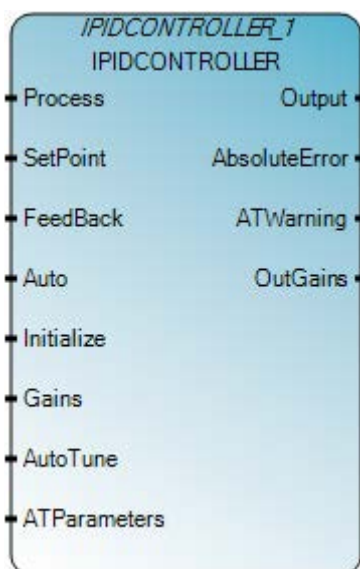 IPIDCONTROLLER_1
IPIDCONTROLLER
Process Output
SetPoint AbsoluteError
FeedBack ATWarning
Auto OutGains
Initialize
Gains
AutoTune
ATParameters